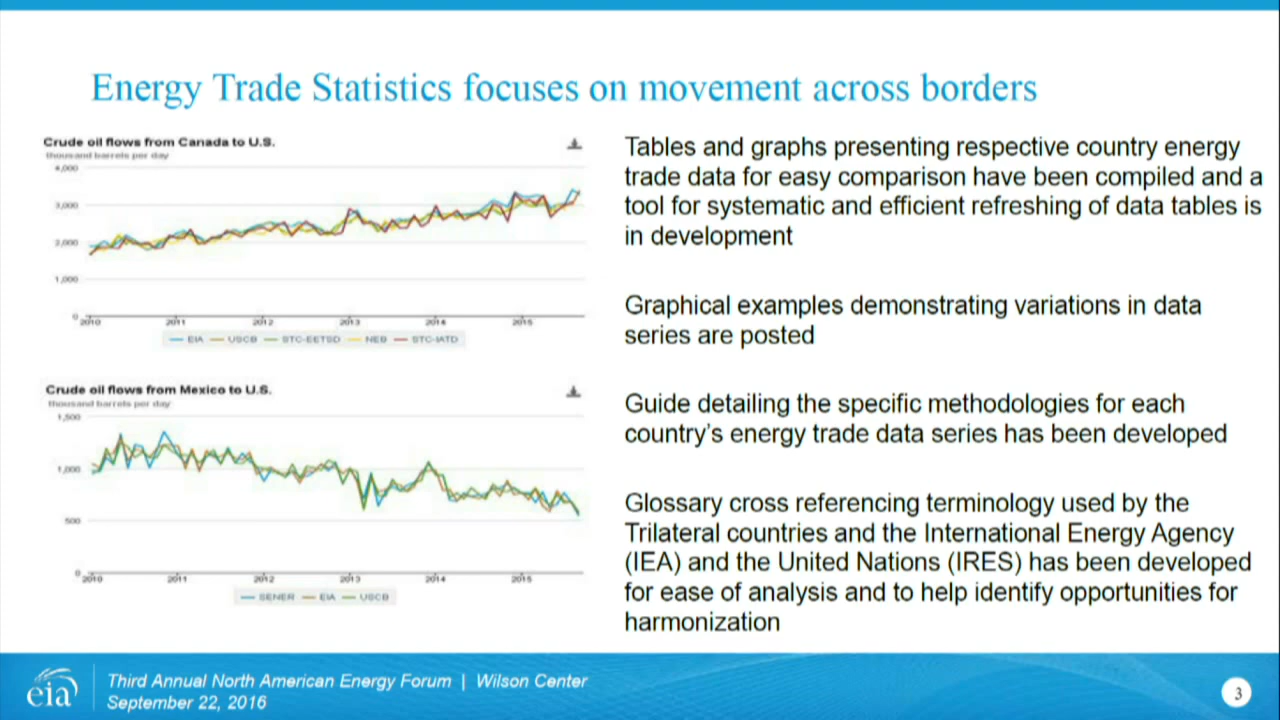 Energy Trade Statistics focuses on movement across borders
Crude oil flows from Canada to U.S.
thousand barrels per day
4,000
3,000
2,000
1,000
0
2010 2011 2012 2013 2014 2015
EIA USCB STC-EETSD NEB STC-IATD
Crude oil flows from Mexico to U.S.
thousand barrels per day
1,500
1,000
500
0
2010 2011 2012 2013 2014 2015
SENER EIA USCB
Tables and graphs presenting respective country energy
trade data for easy comparison have been compiled and a
tool for systematic and efficient refreshing of data tables is
in development
Graphical examples demonstrating variations in data
series are posted
Guide detailing the specific methodologies for each
country's energy trade data series has been developed
Glossary cross referencing terminology used by the
Trilateral countries and the International Energy Agency
(IEA) and the United Nations (IRES) has been developed
for ease of analysis and to help identify opportunities for
harmonization
eia
Third Annual North American Energy Forum | Wilson Center
September 22, 2016
3